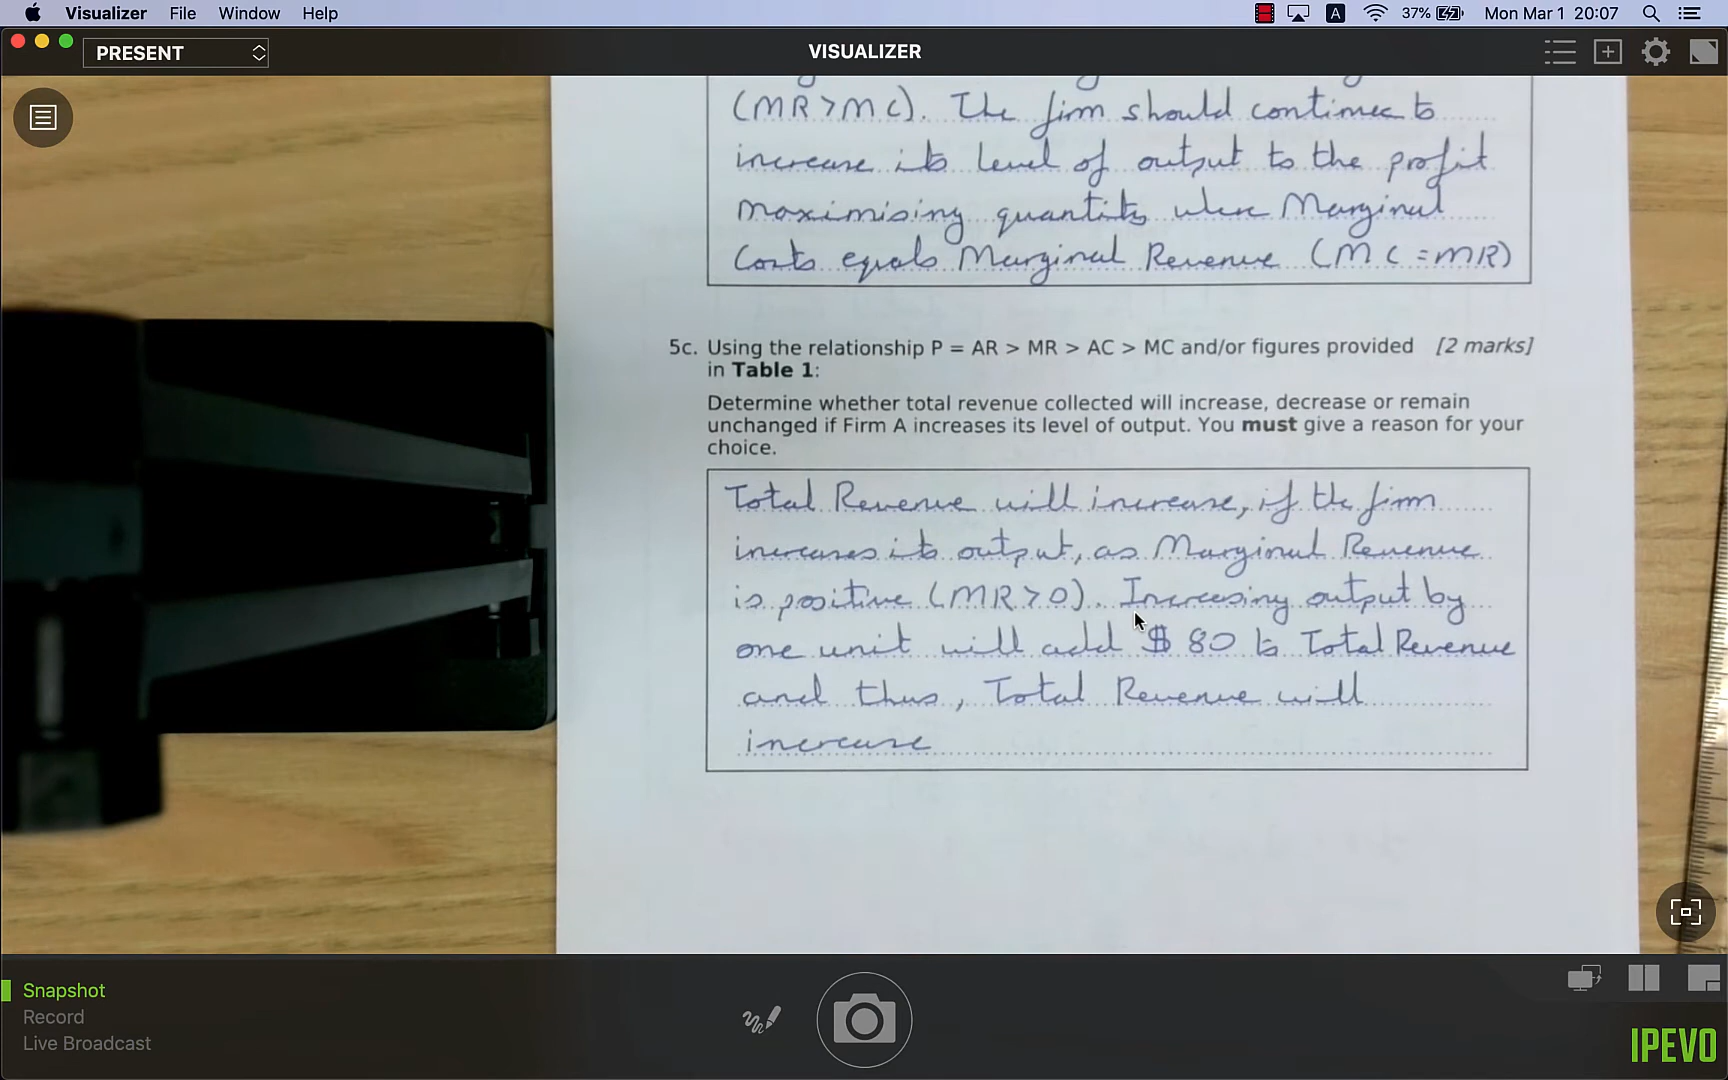 Visualizer File Window Help A 37% Mon Mar 1 20:07
PRESENT VISUALIZER
(MR>MC). The firm should continue to
increase its level of output to the profit
maximising quantity when Marginal
Costs equals Marginal Revenue (MC=MR)
5c. Using the relationship P = AR > MR > AC > MC and/or figures provided [2 marks]
in Table 1:
Determine whether total revenue collected will increase, decrease or remain
unchanged if Firm A increases its level of output. You must give a reason for your
choice.
Total Revenue will increase, if the firm
increases its output, as Marginal Revenue
is positive (MR>0). Increasing output by
one unit will add $80 to Total Revenue
and thus, Total Revenue will
increase
Snapshot
Record
Live Broadcast
IPEVO